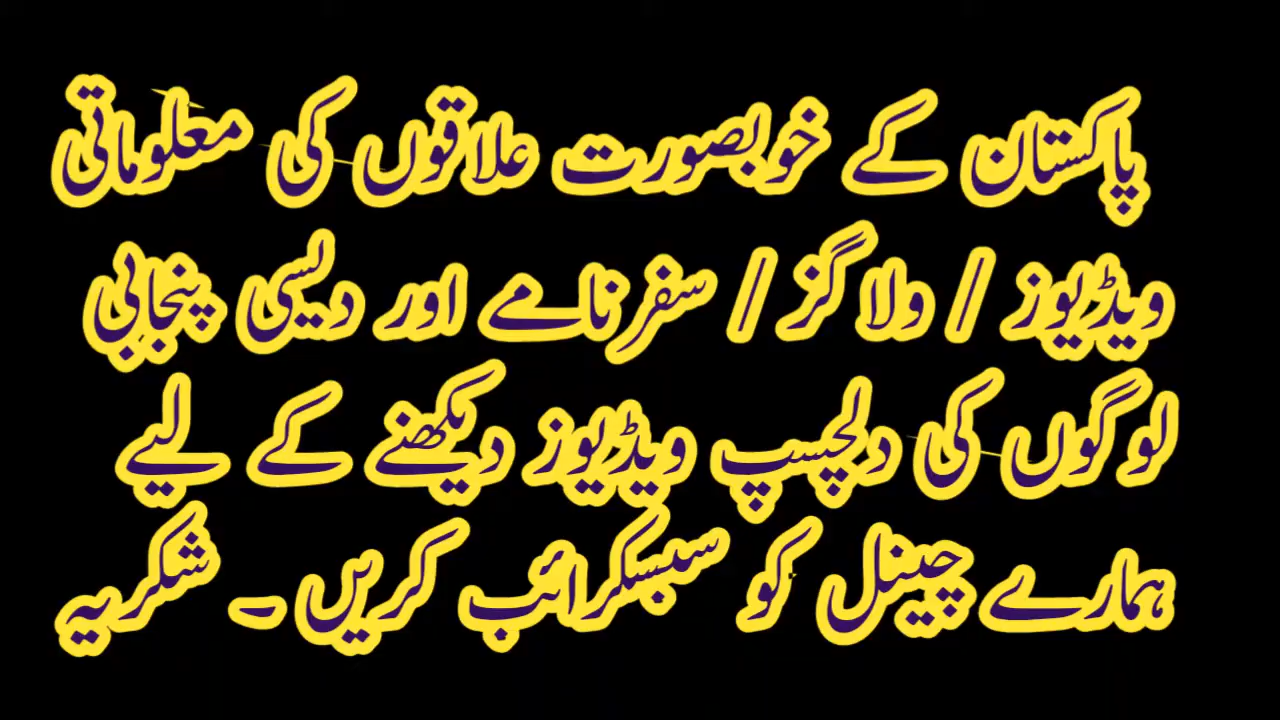 پاکستان کے خوبصورت علاقوں کی معلوماتی
ویڈیوز / ولاگز / سفرنامے اور دیسی پنجابی
لوگوں کی دلچسپ ویڈیوز دیکھنے کے لیے
ہمارے چینل کو سبسکرائب کریں ۔ شکریہ